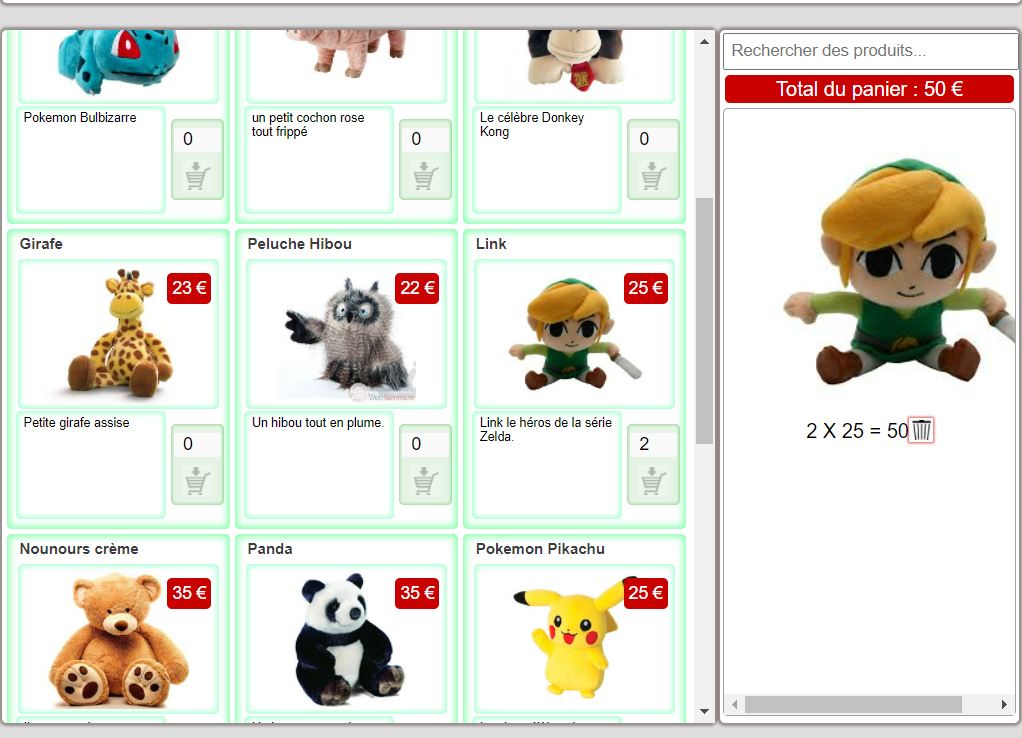 Rechercher des produits...
Total du panier : 50 €
2 X 25 = 50
Pokemon Bulbizarre
0
un petit cochon rose
tout frippé
0
Le célèbre Donkey
Kong
0
Girafe
23 €
Petite girafe assise
0
Peluche Hibou
22 €
Un hibou tout en plume.
0
Link
25 €
Link le héros de la série
Zelda.
2
Nounours crème
35 €
Panda
35 €
Pokemon Pikachu
25 €